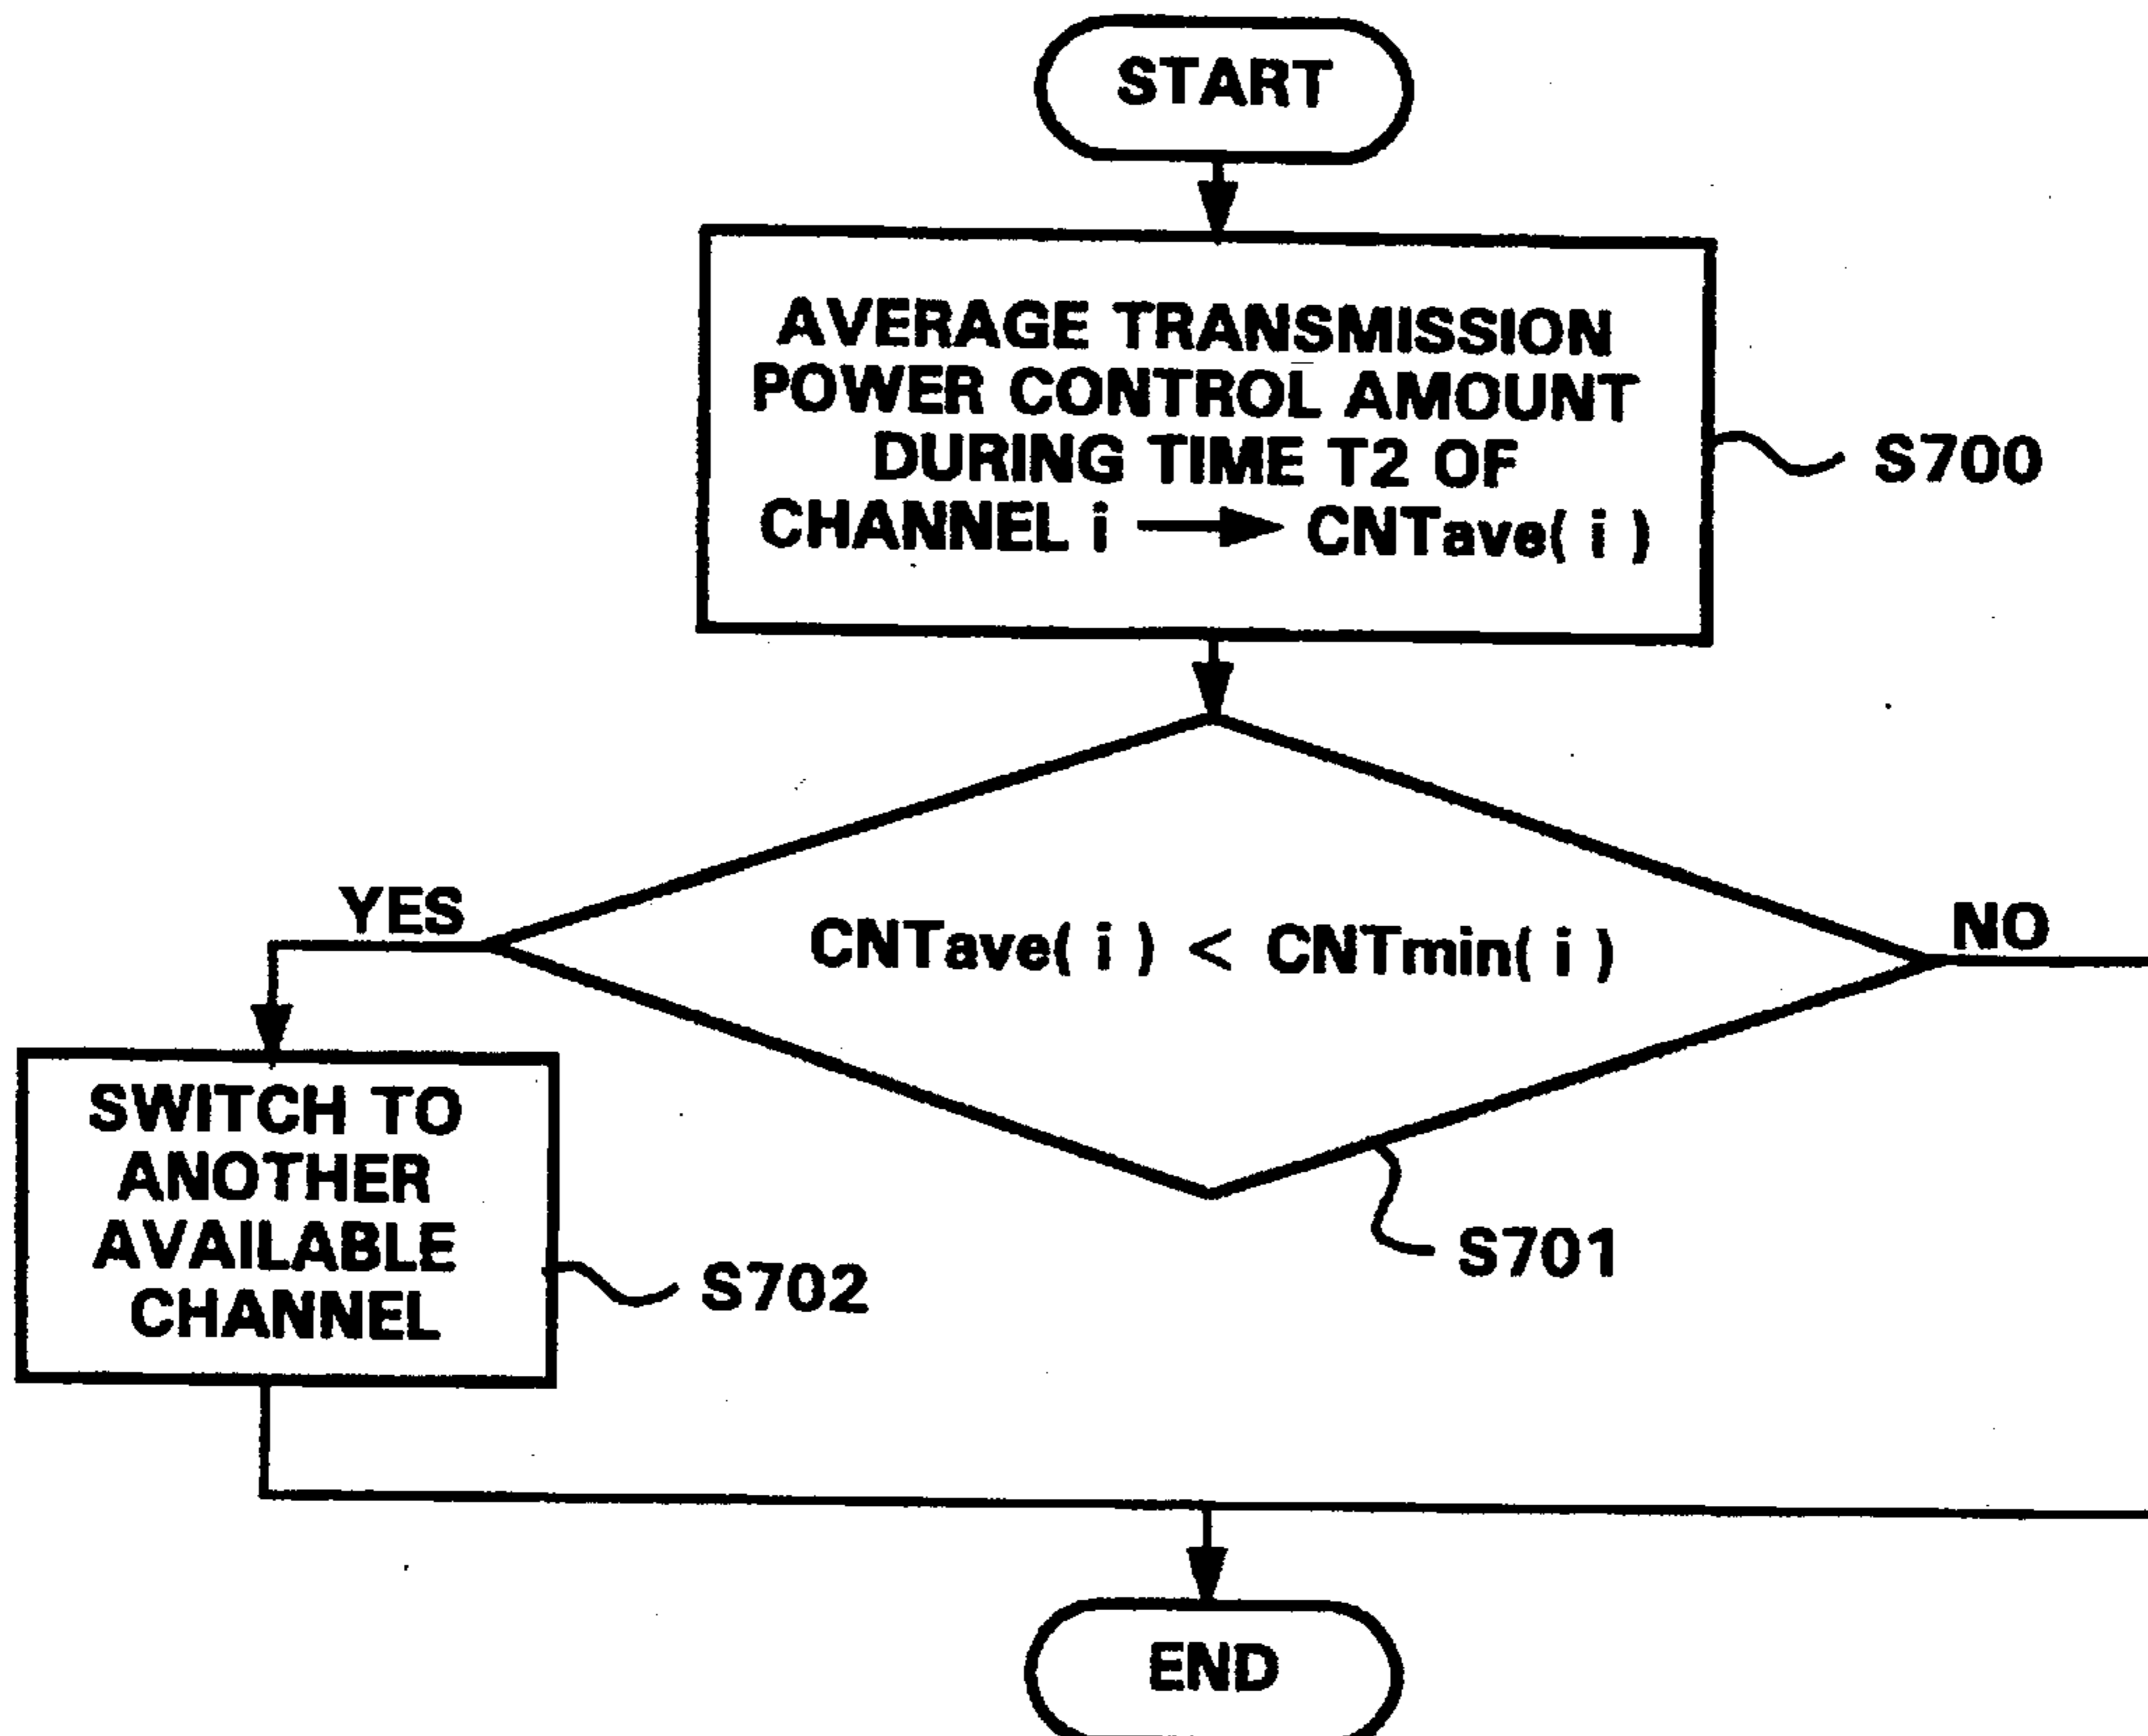 START
AVERAGE TRANSMISSION
POWER CONTROL AMOUNT
DURING TIME T2 OF
CHANNEL i → CNTave( i )
S700
YES
CNTave( i ) < CNTmin( i )
NO
SWITCH TO
ANOTHER
AVAILABLE
CHANNEL
S702
S701
END